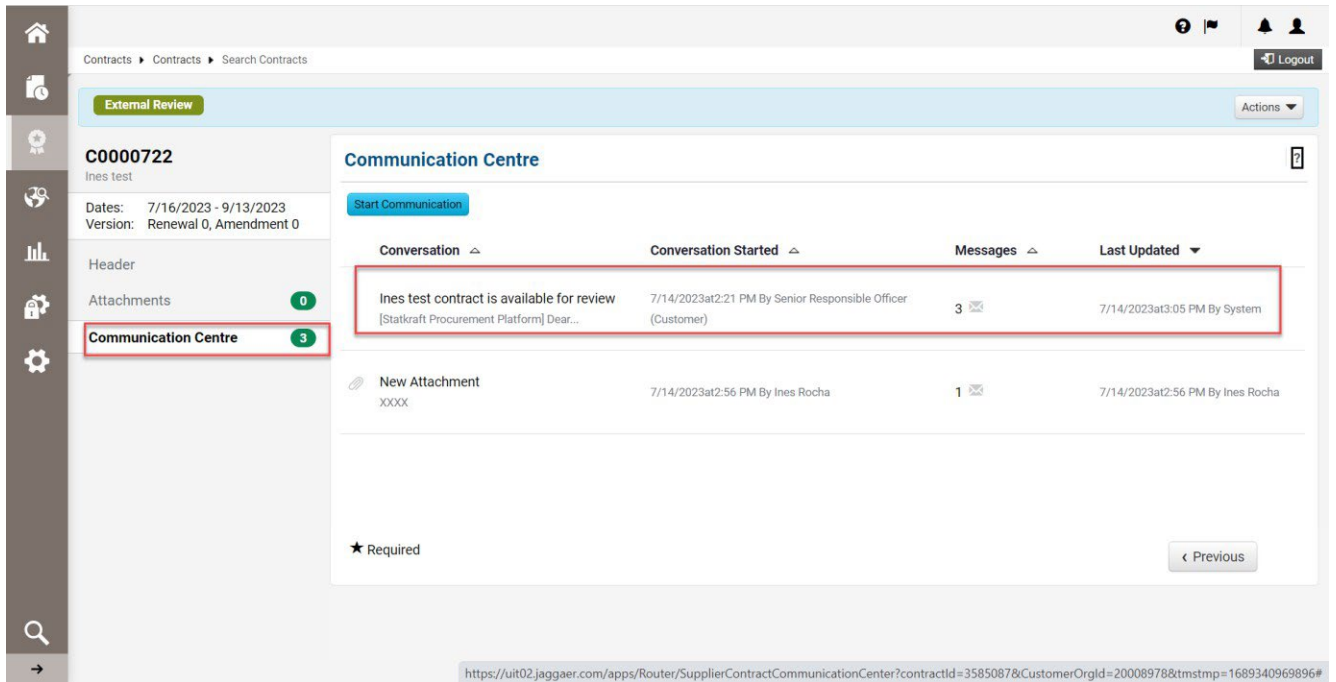 Contracts ▸ Contracts ▸ Search Contracts
Logout
External Review
Actions
C0000722
Ines test
Dates: 7/16/2023 - 9/13/2023
Version: Renewal 0, Amendment 0
Header
Attachments 0
Communication Centre 3
Communication Centre
?
Start Communication
Conversation Conversation Started Messages Last Updated
Ines test contract is available for review
[Statkraft Procurement Platform] Dear...
7/14/2023at2:21 PM By Senior Responsible Officer
(Customer)
3
7/14/2023at3:05 PM By System
New Attachment
XXXX
7/14/2023at2:56 PM By Ines Rocha
1
7/14/2023at2:56 PM By Ines Rocha
★ Required
‹ Previous
https://uit02.jaggaer.com/apps/Router/SupplierContractCommunicationCenter?contractId=3585087&CustomerOrgId=20008978&tmstmp=1689340969896#